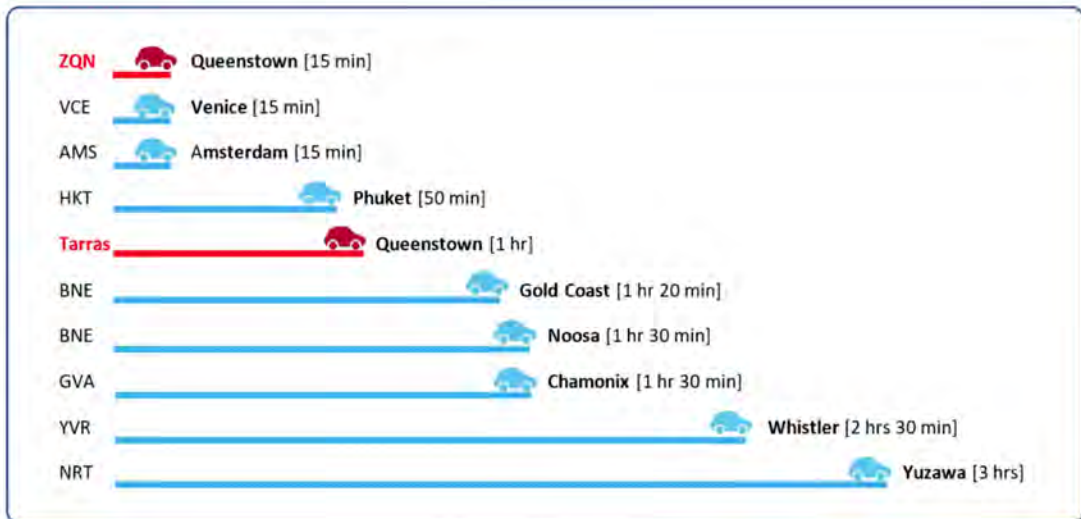 ZQN Queenstown [15 min]
VCE Venice [15 min]
AMS Amsterdam [15 min]
HKT Phuket [50 min]
Tarras Queenstown [1 hr]
BNE Gold Coast [1 hr 20 min]
BNE Noosa [1 hr 30 min]
GVA Chamonix [1 hr 30 min]
YVR Whistler [2 hrs 30 min]
NRT Yuzawa [3 hrs]